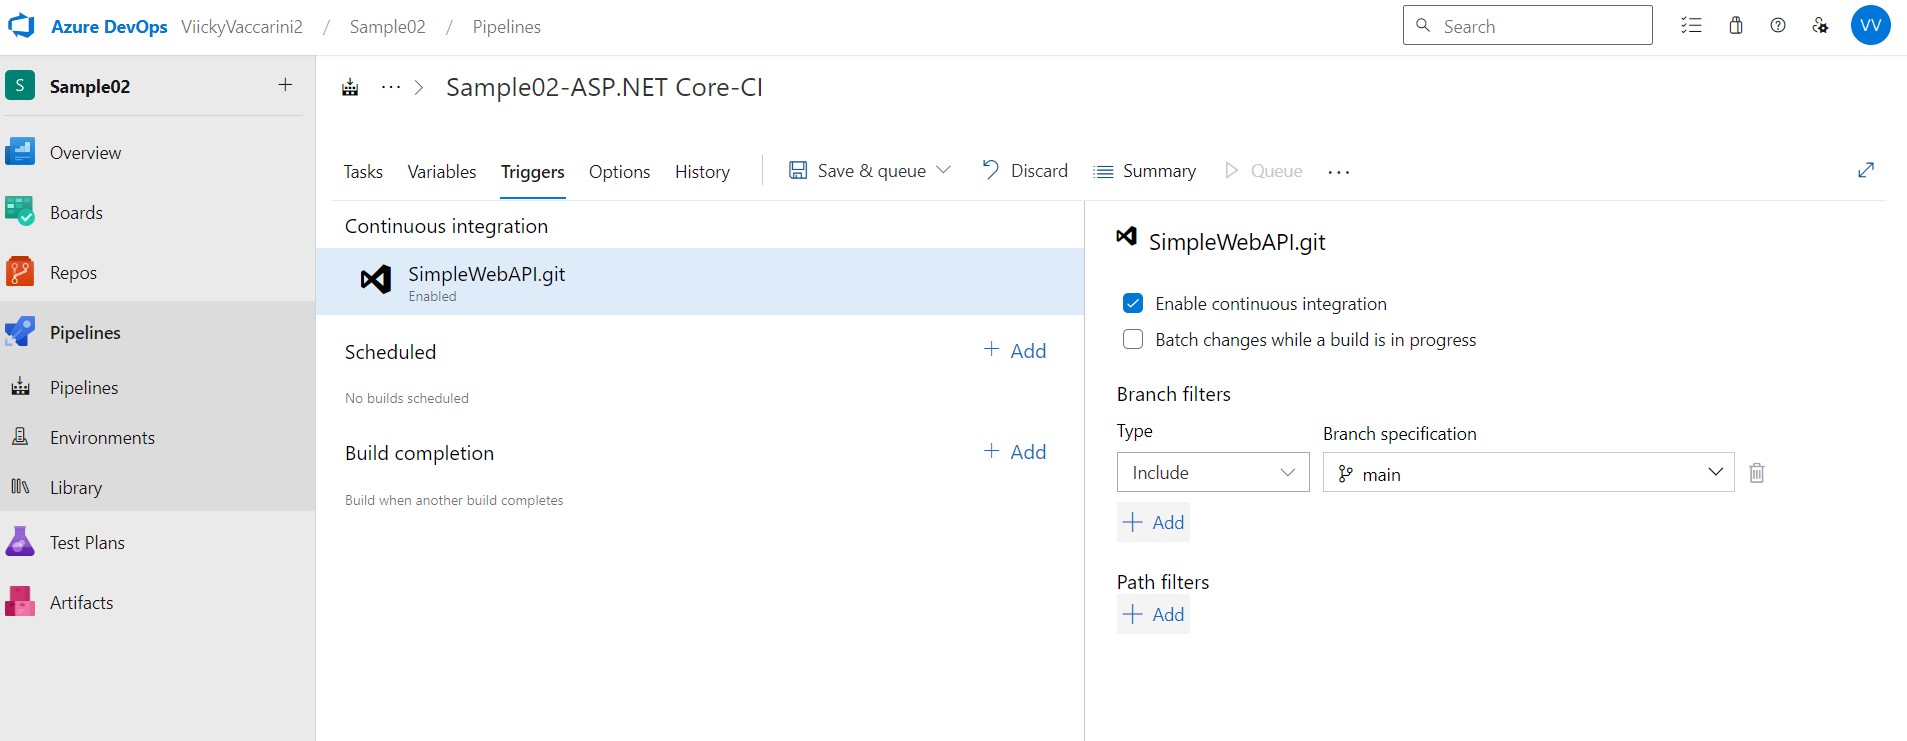 Azure DevOps ViickyVaccarini2 / Sample02 / Pipelines Search VV
S Sample02 +
Overview
Boards
Repos
Pipelines
Pipelines
Environments
Library
Test Plans
Artifacts
··· > Sample02-ASP.NET Core-CI
Tasks Variables Triggers Options History Save & queue Discard Summary Queue ···
Continuous integration
SimpleWebAPI.git
Enabled
Scheduled + Add
No builds scheduled
Build completion + Add
Build when another build completes
SimpleWebAPI.git
Enable continuous integration
Batch changes while a build is in progress
Branch filters
Type Branch specification
Include main
+ Add
Path filters
+ Add